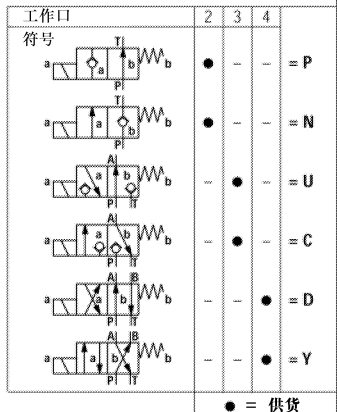 工作口 2 3 4
符号
T
a a b b
P
● – – = P
T
a a b b
P
● – – = N
A
a a b b
P T
– ● – = U
A
a a b b
P T
– ● – = C
A B
a a b b
P T
– – ● = D
A B
a a b b
P T
– – ● = Y
● = 供货